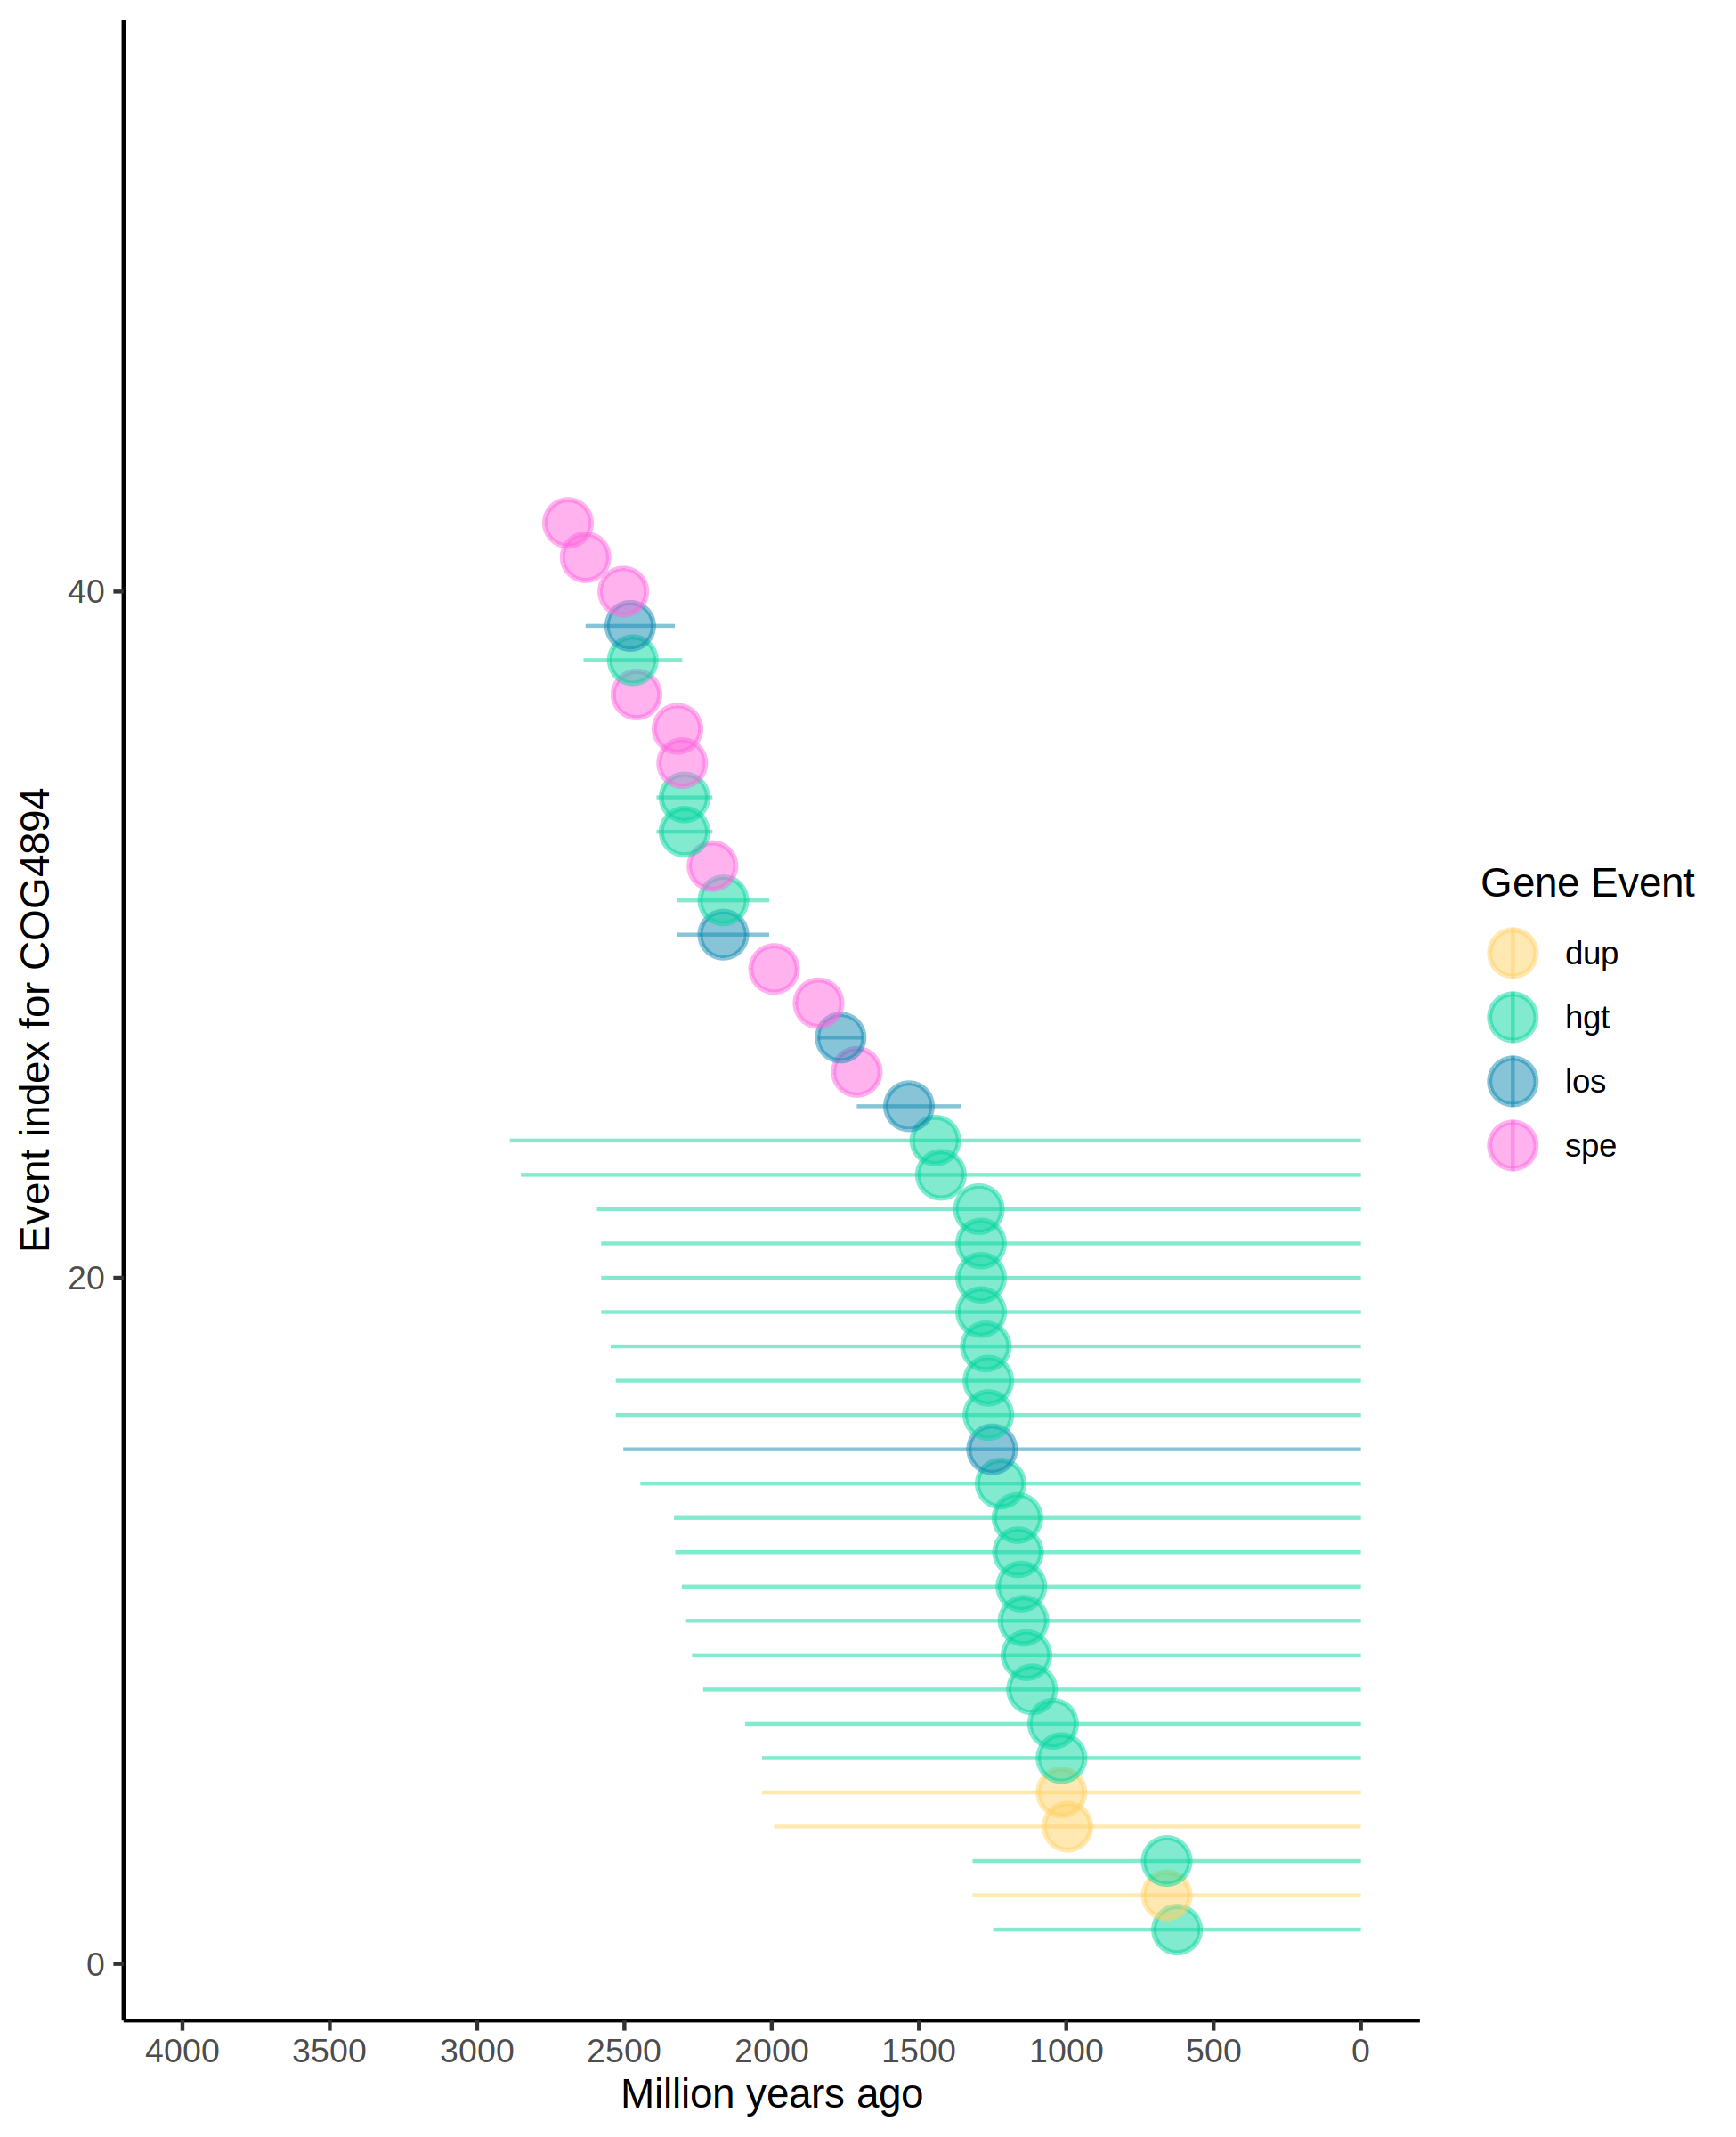 Event index for COG4894
40
20
0
4000 3500 3000 2500 2000 1500 1000 500 0
Million years ago
Gene Event
dup
hgt
los
spe